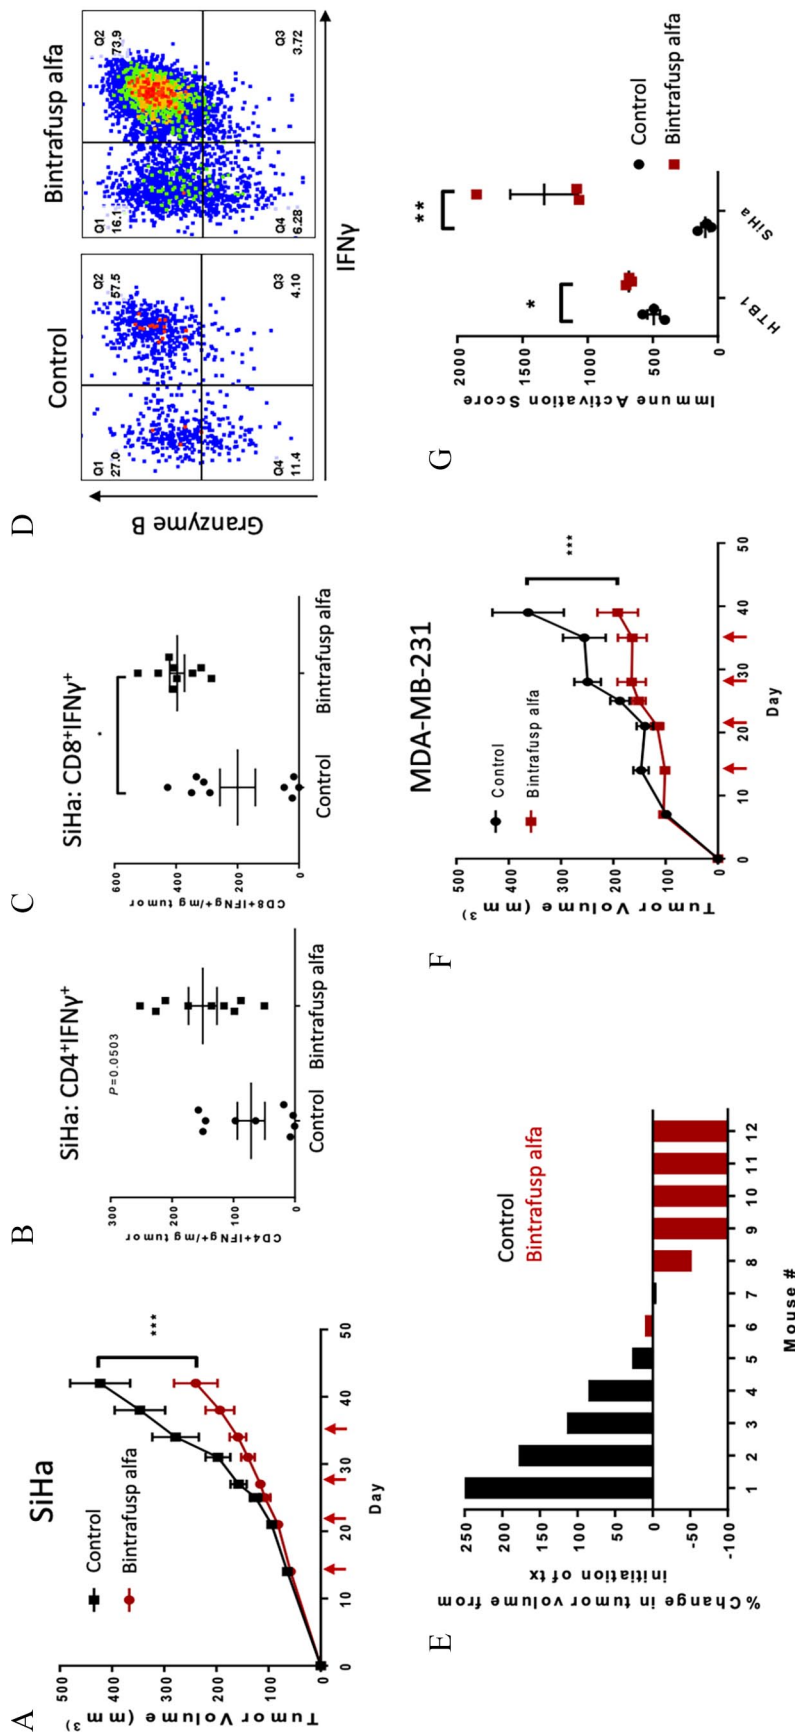 A
SiHa
Control
Bintrafusp alfa
***
Tumor Volume (mm
3)
500
400
300
200
100
0
0
10
20
30
40
50
Day
B
SiHa: CD4+IFNγ+
P=0.0503
CD4+IFNg+/mg tumor
300
200
100
0
Control
Bintrafusp alfa
C
SiHa: CD8+IFNγ+
*
CD8+IFNg+/mg tumor
600
400
200
0
Control
Bintrafusp alfa
D
Control
Bintrafusp alfa
Granzyme B
Q1
27.0
Q2
57.5
Q4
11.4
Q3
4.10
Q1
16.1
Q2
73.9
Q4
6.28
Q3
3.72
IFNγ
E
Control
Bintrafusp alfa
%Change in tumor volume from
initiation of tx
250
200
150
100
50
0
-50
-100
1
2
3
4
5
6
7
8
9
10
11
12
Mouse #
F
MDA-MB-231
Control
Bintrafusp alfa
***
Tumor Volume (mm
3)
500
400
300
200
100
0
0
10
20
30
40
50
Day
G
Immune Activation Score
2000
1500
1000
500
0
*
**
HTB1
SiHa
Control
Bintrafusp alfa